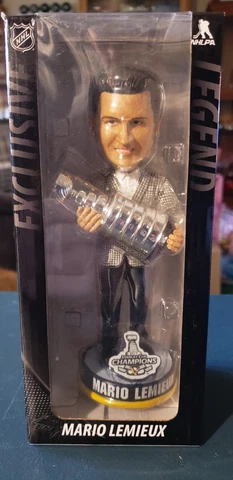 NHL
NHLPA
EXCLUSIVE
LEGEND
CHAMPIONS
MARIO LEMIEUX
MARIO LEMIEUX